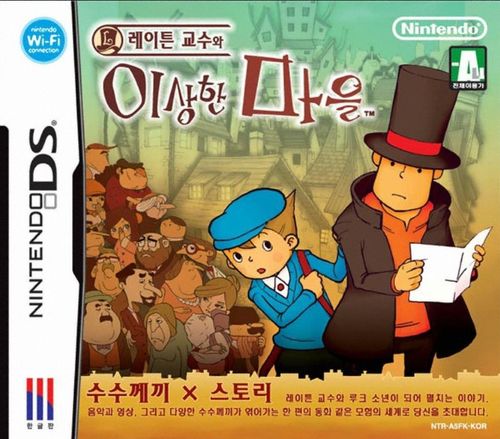 nintendo
Wi-Fi
connection
NINTENDO DS
한글판
L 레이튼 교수와
이상한 마을™
Nintendo®
A
전체이용가
수수께끼 × 스토리
레이튼 교수와 루크 소년이 되어 펼치는 이야기.
음악과 영상, 그리고 다양한 수수께끼가 엮어가는 한 편의 동화 같은 모험의 세계로 당신을 초대합니다.
NTR-A5FK-KOR